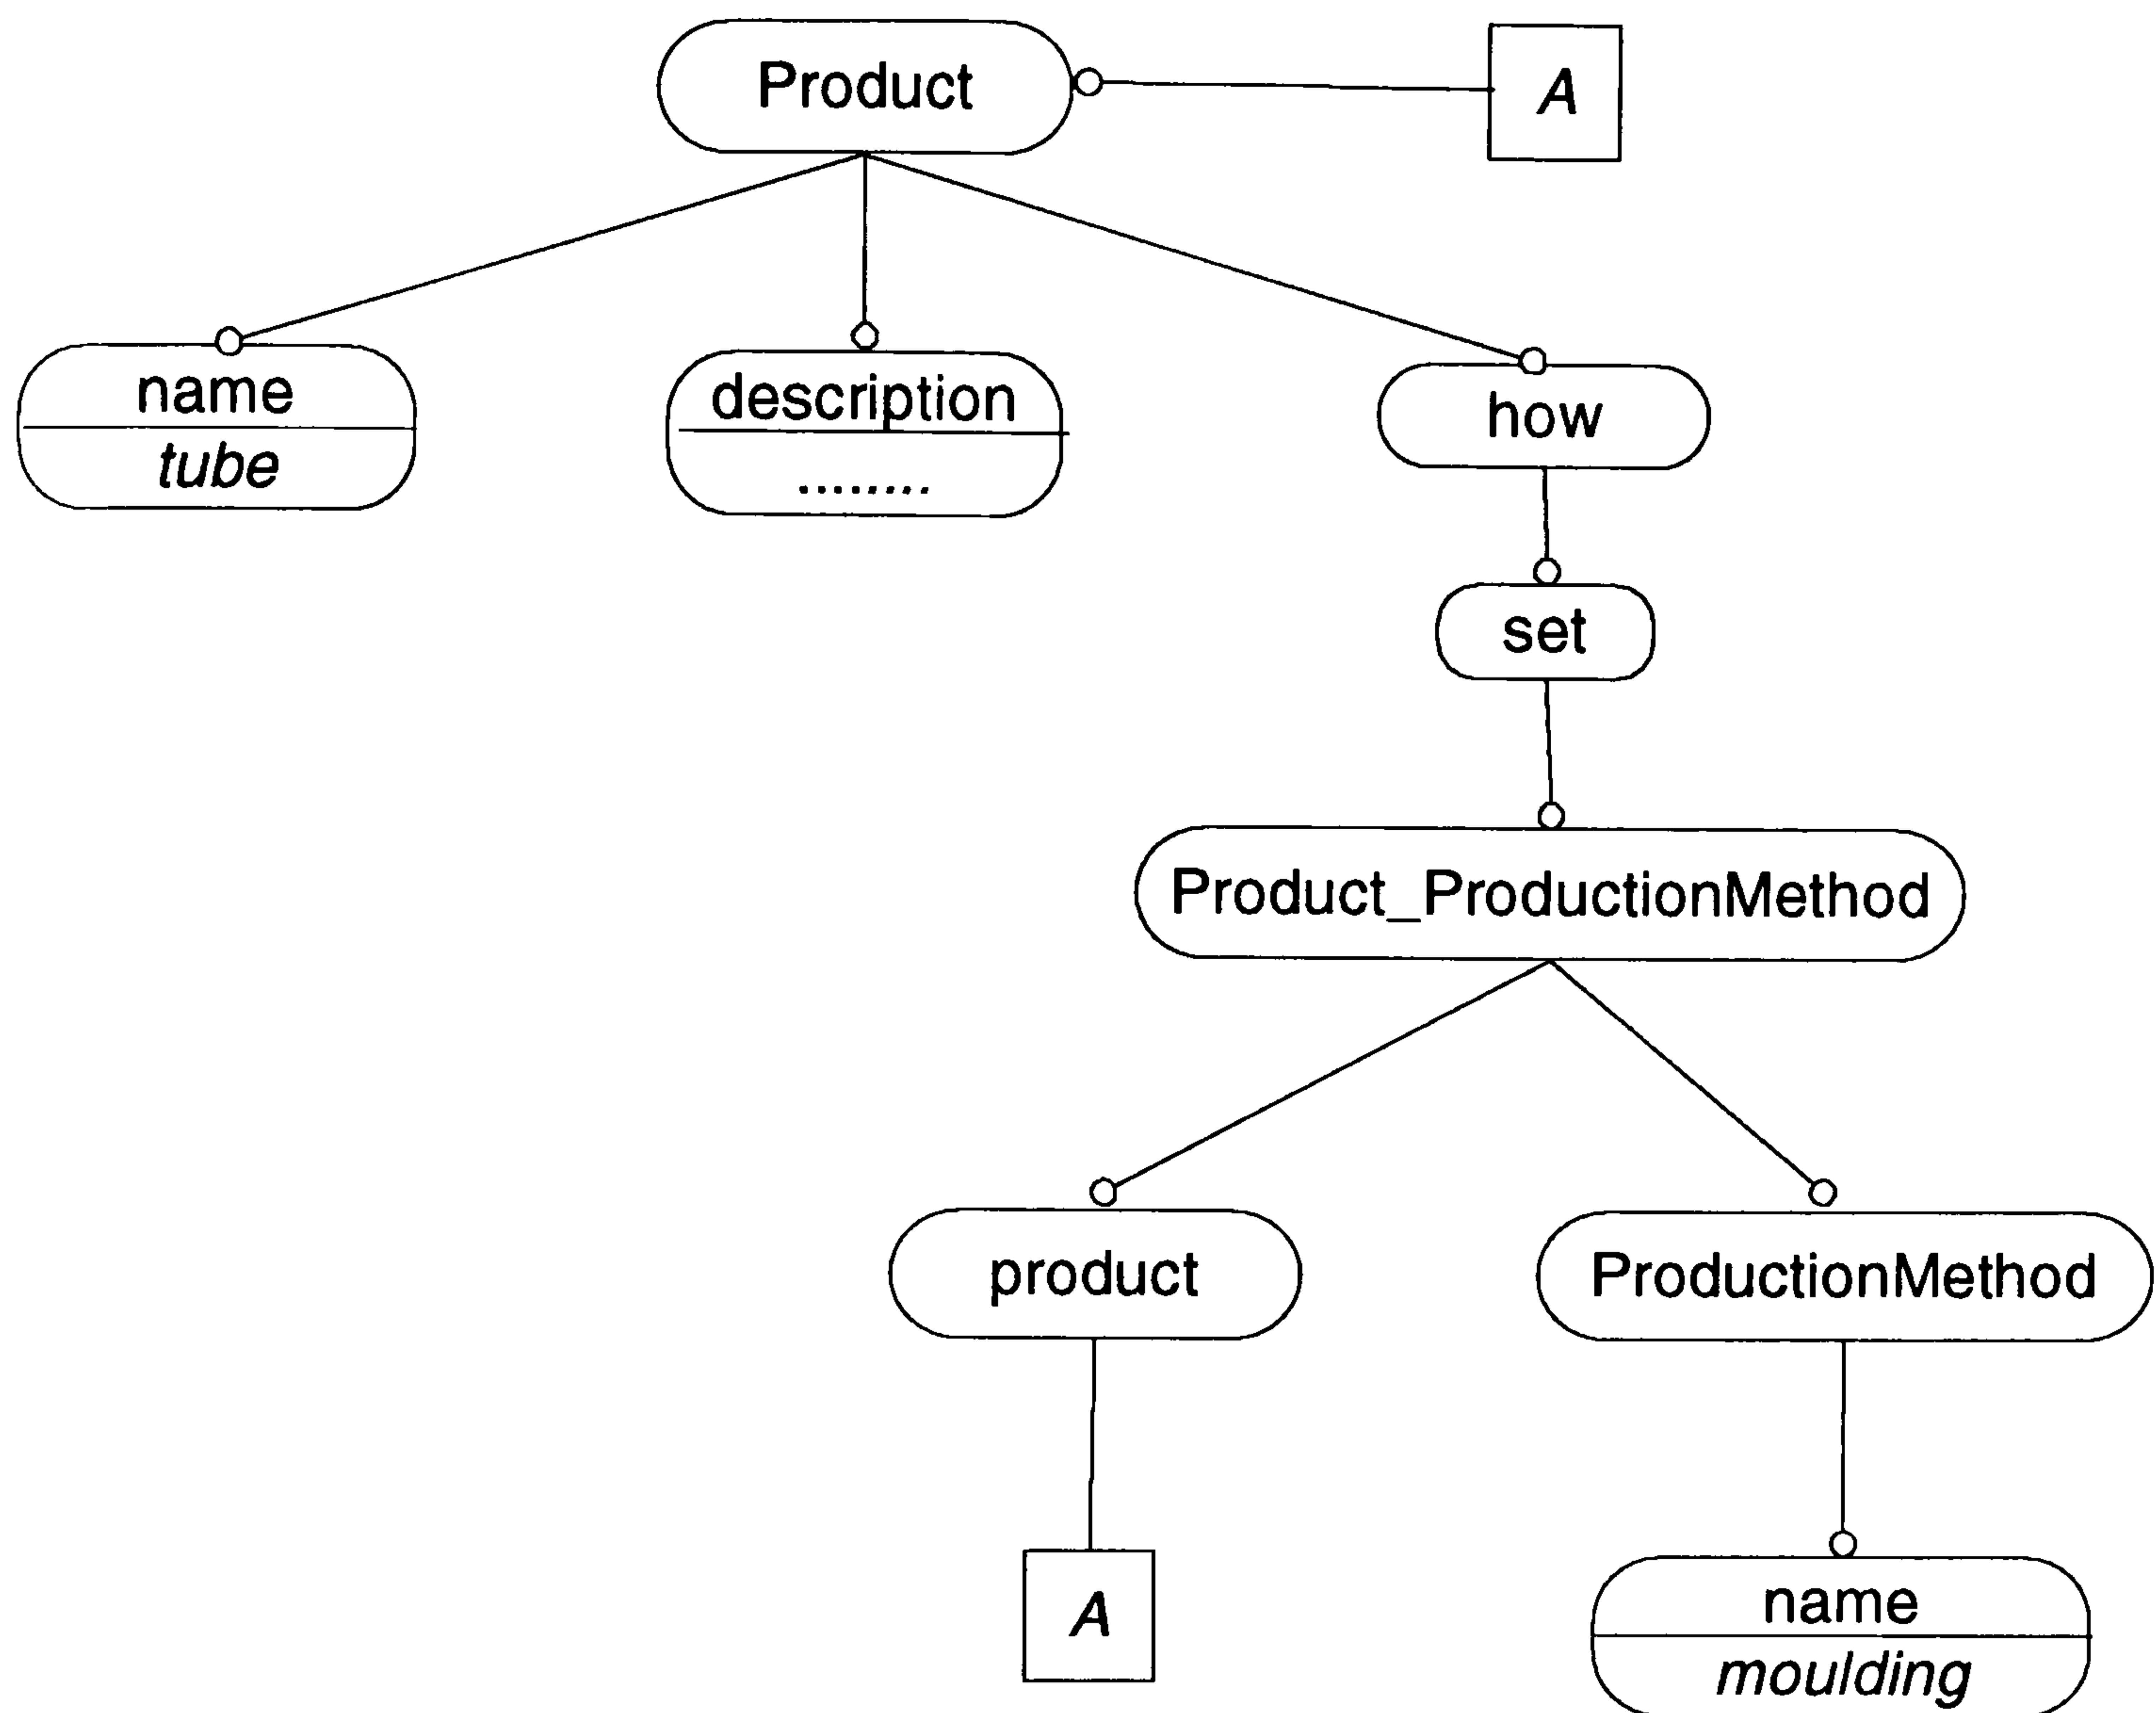 Product
A
name
tube
description
........
how
set
Product_ProductionMethod
product
ProductionMethod
A
name
moulding